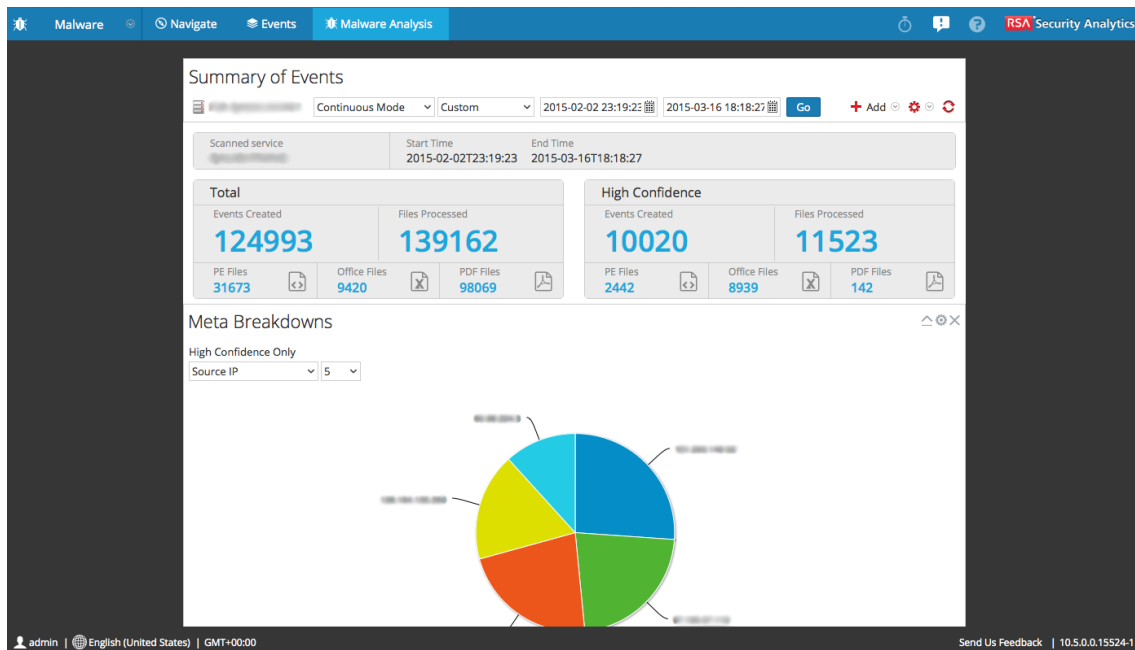 Malware Navigate Events Malware Analysis RSA Security Analytics
Summary of Events
Continuous Mode Custom 2015-02-02 23:19:23 2015-03-16 18:18:27 Go Add
Scanned service Start Time End Time
2015-02-02T23:19:23 2015-03-16T18:18:27
Total
Events Created Files Processed
124993 139162
PE Files Office Files PDF Files
31673 9420 98069
High Confidence
Events Created Files Processed
10020 11523
PE Files Office Files PDF Files
2442 8939 142
Meta Breakdowns
High Confidence Only
Source IP 5
admin | English (United States) | GMT+00:00 Send Us Feedback | 10.5.0.0.15524-1